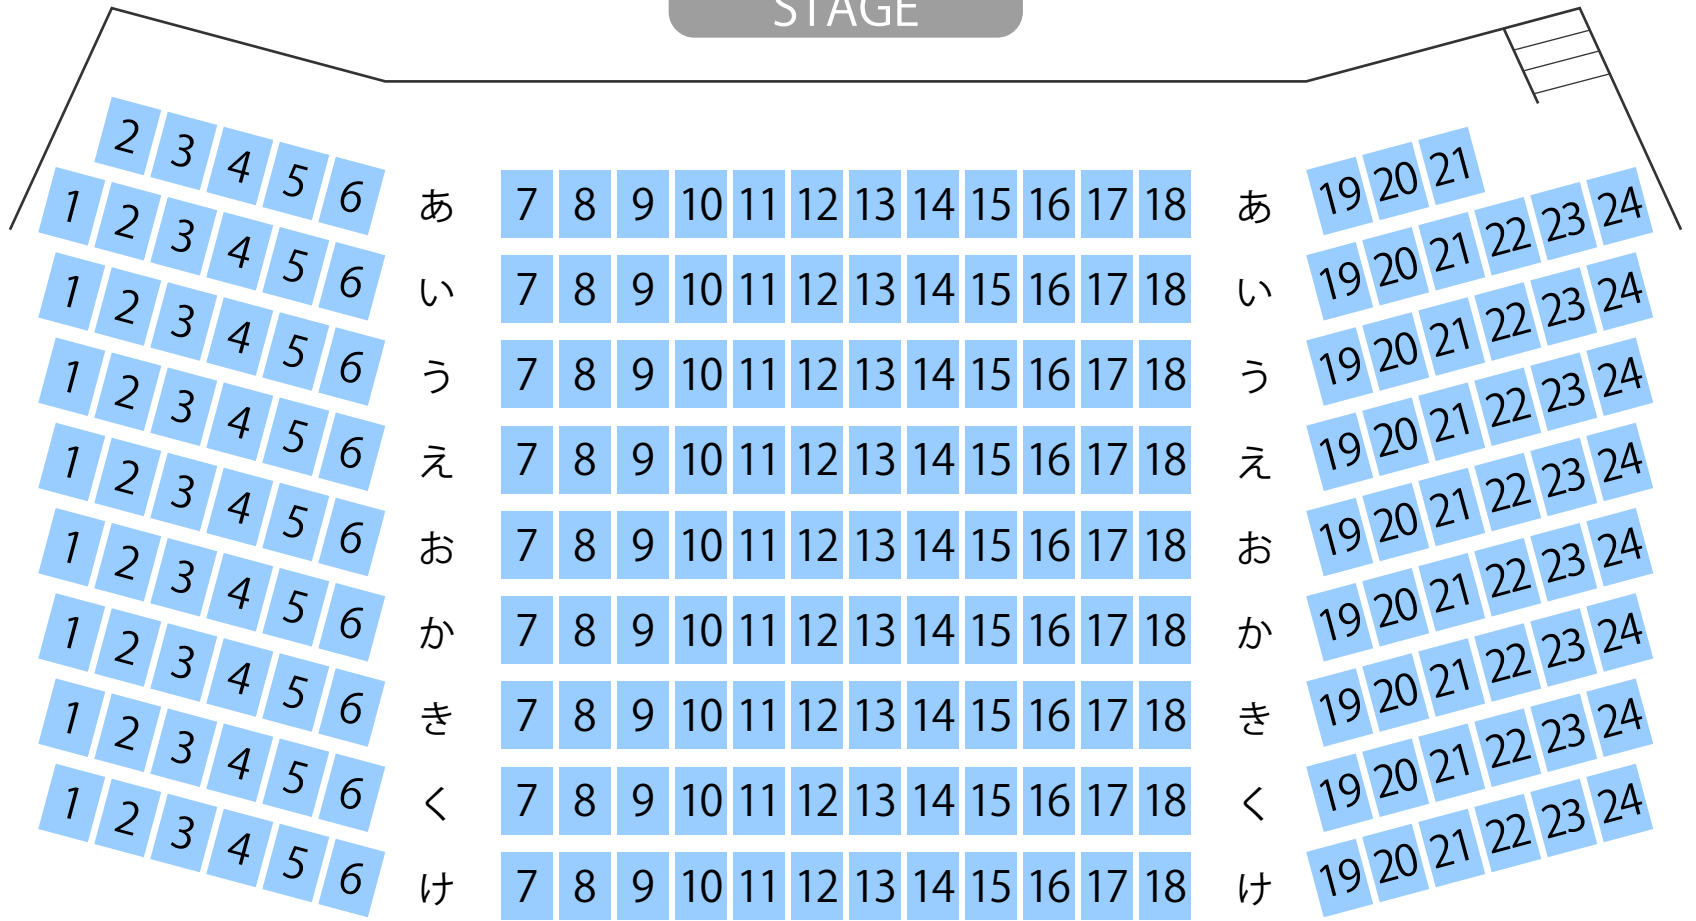 STAGE
2 3 4 5 6 あ 7 8 9 10 11 12 13 14 15 16 17 18 あ 19 20 21
1 2 3 4 5 6 い 7 8 9 10 11 12 13 14 15 16 17 18 い 19 20 21 22 23 24
1 2 3 4 5 6 う 7 8 9 10 11 12 13 14 15 16 17 18 う 19 20 21 22 23 24
1 2 3 4 5 6 え 7 8 9 10 11 12 13 14 15 16 17 18 え 19 20 21 22 23 24
1 2 3 4 5 6 お 7 8 9 10 11 12 13 14 15 16 17 18 お 19 20 21 22 23 24
1 2 3 4 5 6 か 7 8 9 10 11 12 13 14 15 16 17 18 か 19 20 21 22 23 24
1 2 3 4 5 6 き 7 8 9 10 11 12 13 14 15 16 17 18 き 19 20 21 22 23 24
1 2 3 4 5 6 く 7 8 9 10 11 12 13 14 15 16 17 18 く 19 20 21 22 23 24
1 2 3 4 5 6 け 7 8 9 10 11 12 13 14 15 16 17 18 け 19 20 21 22 23 24